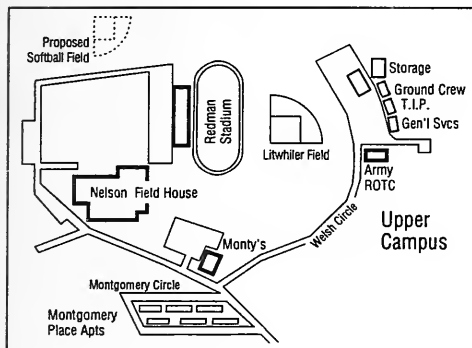 Proposed
Softball Field
Storage
Ground Crew
T.I.P.
Gen'l Svcs
Redman
Stadium
Litwhiler Field
Army
ROTC
Nelson Field House
Upper
Campus
Welsh Circle
Monty's
Montgomery Circle
Montgomery
Place Apts